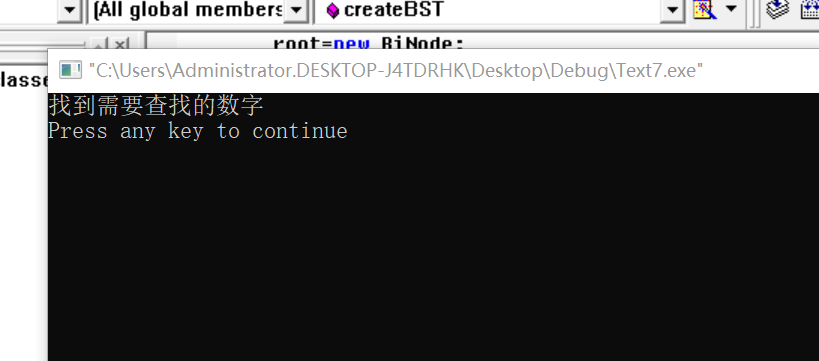 (All global members
createBST
root=new BiNode;
classes
"C:\Users\Administrator.DESKTOP-J4TDRHK\Desktop\Debug\Text7.exe"
找到需要查找的数字
Press any key to continue